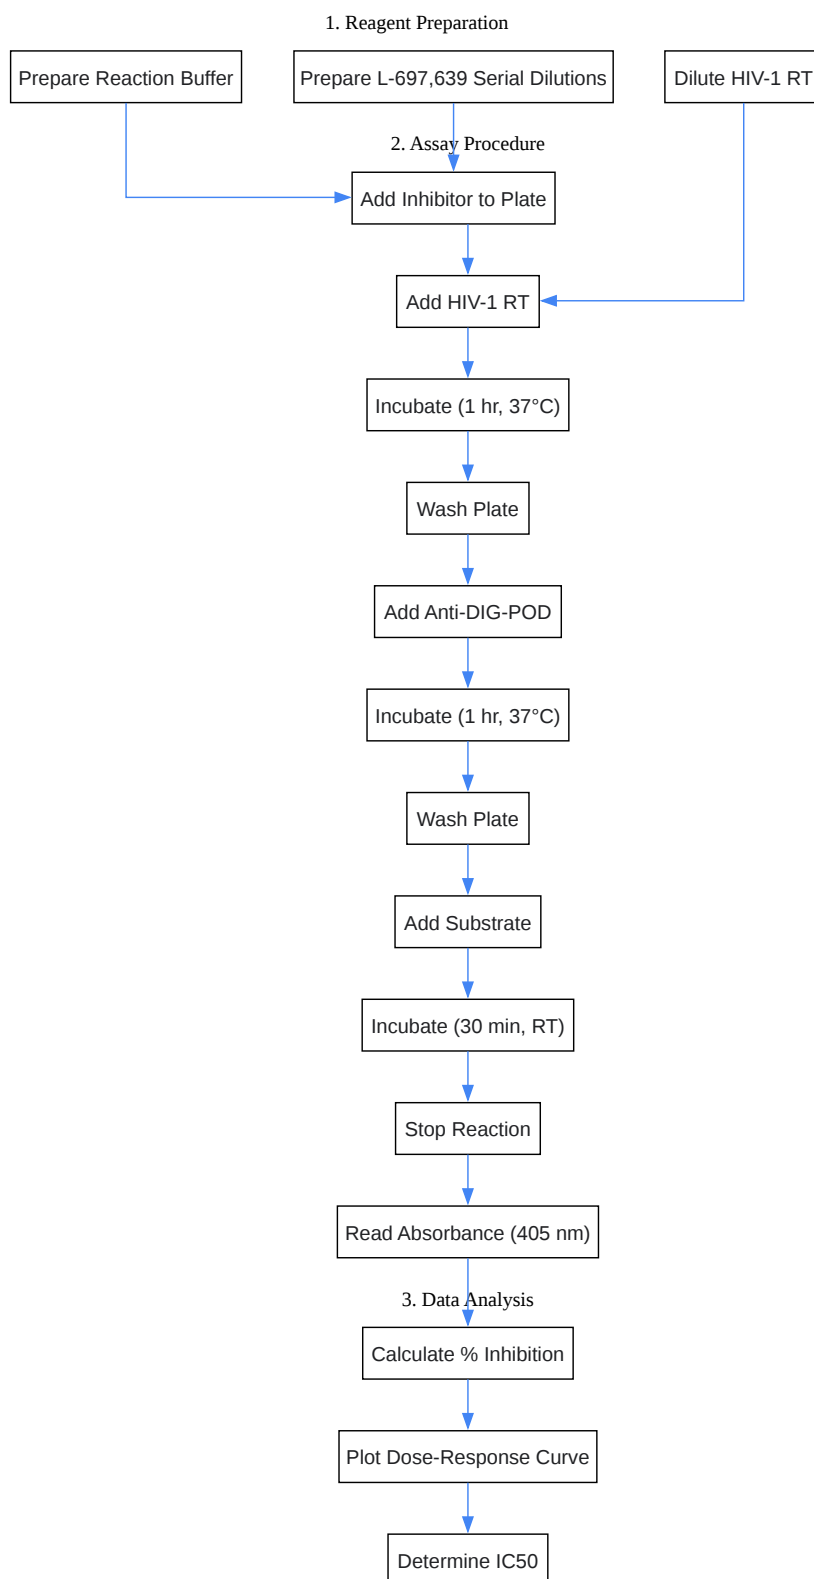 1. Reagent Preparation
Prepare Reaction Buffer
Prepare L-697,639 Serial Dilutions
Dilute HIV-1 RT
2. Assay Procedure
Add Inhibitor to Plate
Add HIV-1 RT
Incubate (1 hr, 37°C)
Wash Plate
Add Anti-DIG-POD
Incubate (1 hr, 37°C)
Wash Plate
Add Substrate
Incubate (30 min, RT)
Stop Reaction
Read Absorbance (405 nm)
3. Data Analysis
Calculate % Inhibition
Plot Dose-Response Curve
Determine IC50